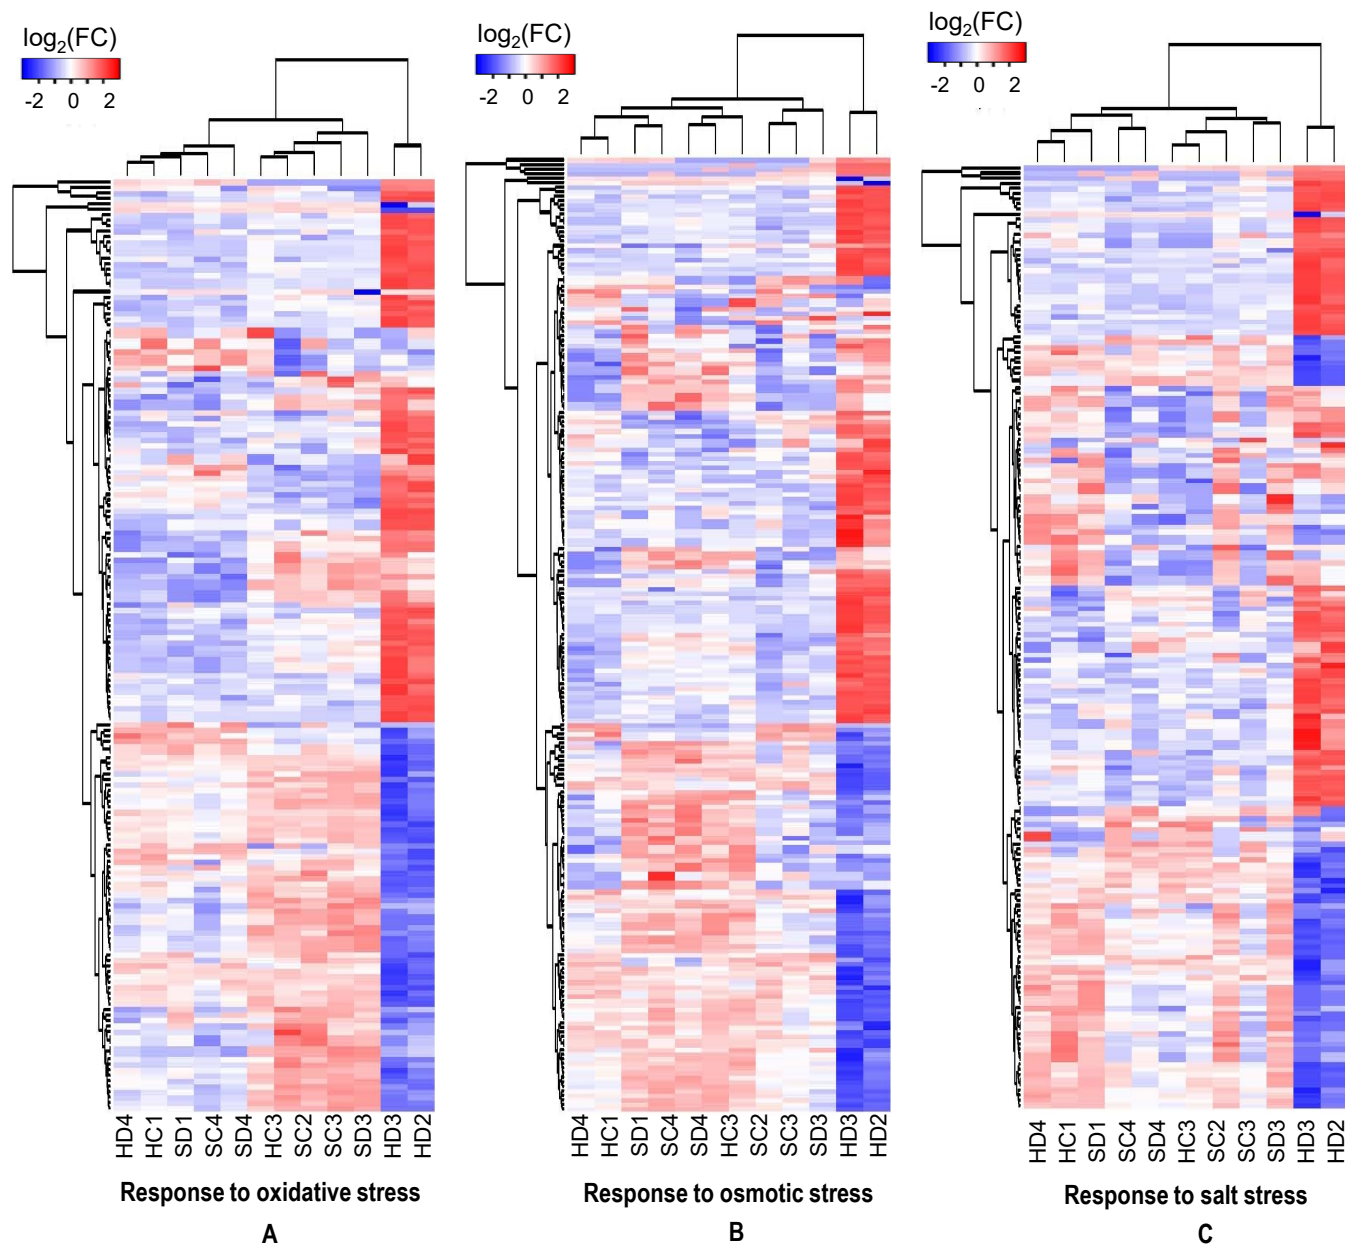 log2(FC)
-2 0 2
HD4 HC1 SD1 SC4 SD4 HC3 SC2 SC3 SD3 HD3 HD2
Response to oxidative stress
A
log2(FC)
-2 0 2
HD4 HC1 SD1 SC4 SD4 HC3 SC2 SC3 SD3 HD3 HD2
Response to osmotic stress
B
log2(FC)
-2 0 2
HD4 HC1 SD1 SC4 SD4 HC3 SC2 SC3 SD3 HD3 HD2
Response to salt stress
C